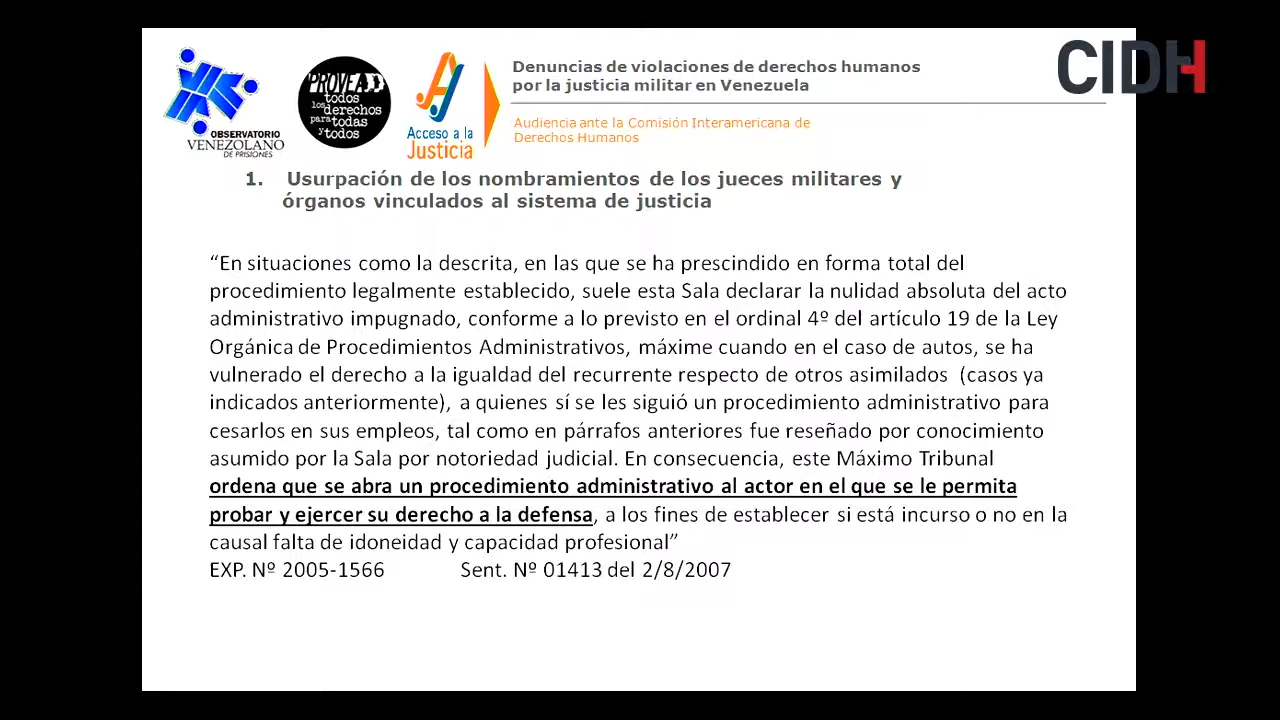 OBSERVATORIO
VENEZOLANO
DE PRISIONES
PROVEA
todos
los derechos
para todas
y todos
Acceso a la
Justicia
Denuncias de violaciones de derechos humanos
por la justicia militar en Venezuela
Audiencia ante la Comisión Interamericana de
Derechos Humanos
CIDH
1. Usurpación de los nombramientos de los jueces militares y
órganos vinculados al sistema de justicia
“En situaciones como la descrita, en las que se ha prescindido en forma total del
procedimiento legalmente establecido, suele esta Sala declarar la nulidad absoluta del acto
administrativo impugnado, conforme a lo previsto en el ordinal 4º del artículo 19 de la Ley
Orgánica de Procedimientos Administrativos, máxime cuando en el caso de autos, se ha
vulnerado el derecho a la igualdad del recurrente respecto de otros asimilados (casos ya
indicados anteriormente), a quienes sí se les siguió un procedimiento administrativo para
cesarlos en sus empleos, tal como en párrafos anteriores fue reseñado por conocimiento
asumido por la Sala por notoriedad judicial. En consecuencia, este Máximo Tribunal
ordena que se abra un procedimiento administrativo al actor en el que se le permita
probar y ejercer su derecho a la defensa, a los fines de establecer si está incurso o no en la
causal falta de idoneidad y capacidad profesional”
EXP. Nº 2005-1566 Sent. Nº 01413 del 2/8/2007